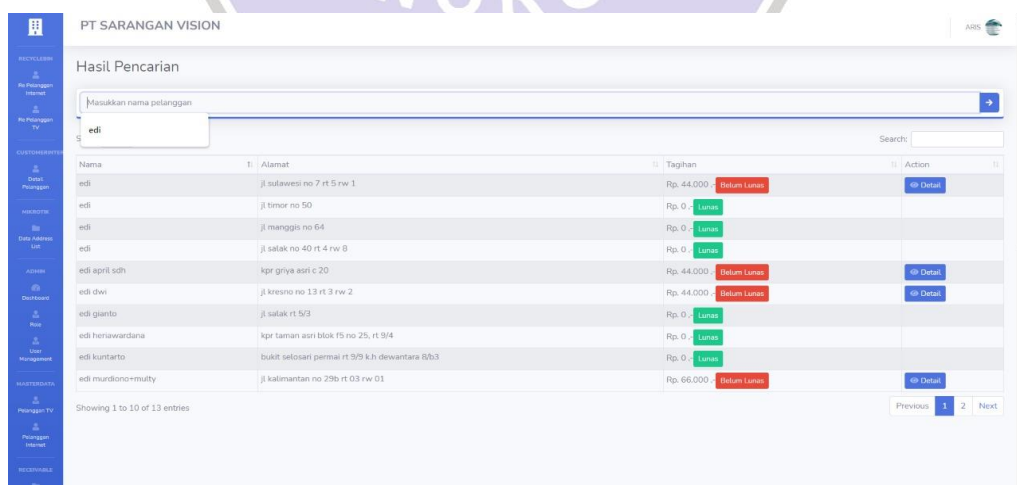 PT SARANGAN VISION
ARIS
RECYCLEBIN
Re Pelanggan
Internet
Re Pelanggan
TV
Detail
Pelanggan
MIKROTIK
Data Address
List
ADMIN
Dashboard
Role
User
Management
MASTERDATA
Pelanggan TV
Pelanggan
Internet
RECEIVABLE
Hasil Pencarian
Masukkan nama pelanggan
edi
Search:
Nama Alamat Tagihan Action
edi jl sulawesi no 7 rt 5 rw 1 Rp. 44.000 ,- Belum Lunas Detail
edi jl timor no 50 Rp. 0 ,- Lunas
edi jl manggis no 64 Rp. 0 ,- Lunas
edi jl salak no 40 rt 4 rw 8 Rp. 0 ,- Lunas
edi april sdh kpr griya asri c 20 Rp. 44.000 ,- Belum Lunas Detail
edi dwi jl kresno no 13 rt 3 rw 2 Rp. 44.000 ,- Belum Lunas Detail
edi gianto jl salak rt 5/3 Rp. 0 ,- Lunas
edi heriawardana kpr taman asri blok f5 no 25, rt 9/4 Rp. 0 ,- Lunas
edi kuntarto bukit selosari permai rt 9/9 k.h dewantara 8/b3 Rp. 0 ,- Lunas
edi murdiono+multy jl kalimantan no 29b rt 03 rw 01 Rp. 66.000 ,- Belum Lunas Detail
Showing 1 to 10 of 13 entries
Previous 1 2 Next